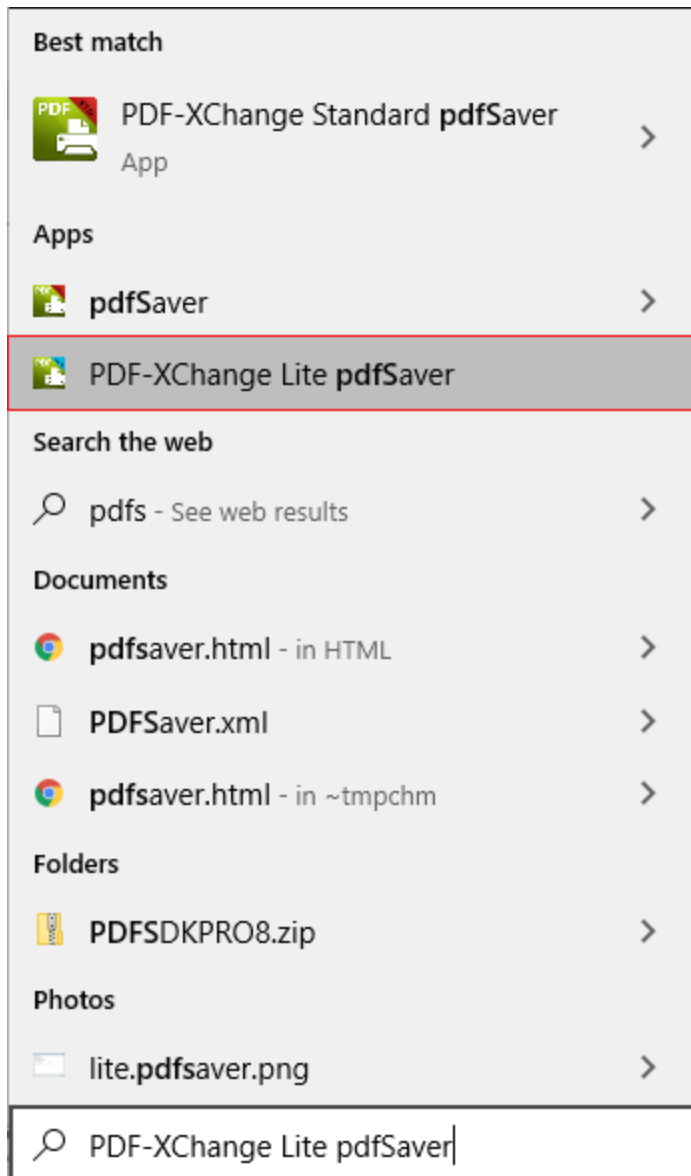 Best match
PDF
PDF-XChange Standard pdfSaver
App
Apps
pdfSaver
PDF-XChange Lite pdfSaver
Search the web
pdfs - See web results
Documents
pdfsaver.html - in HTML
PDFSaver.xml
pdfsaver.html - in ~tmpchm
Folders
PDFSDKPRO8.zip
Photos
lite.pdfsaver.png
PDF-XChange Lite pdfSaver